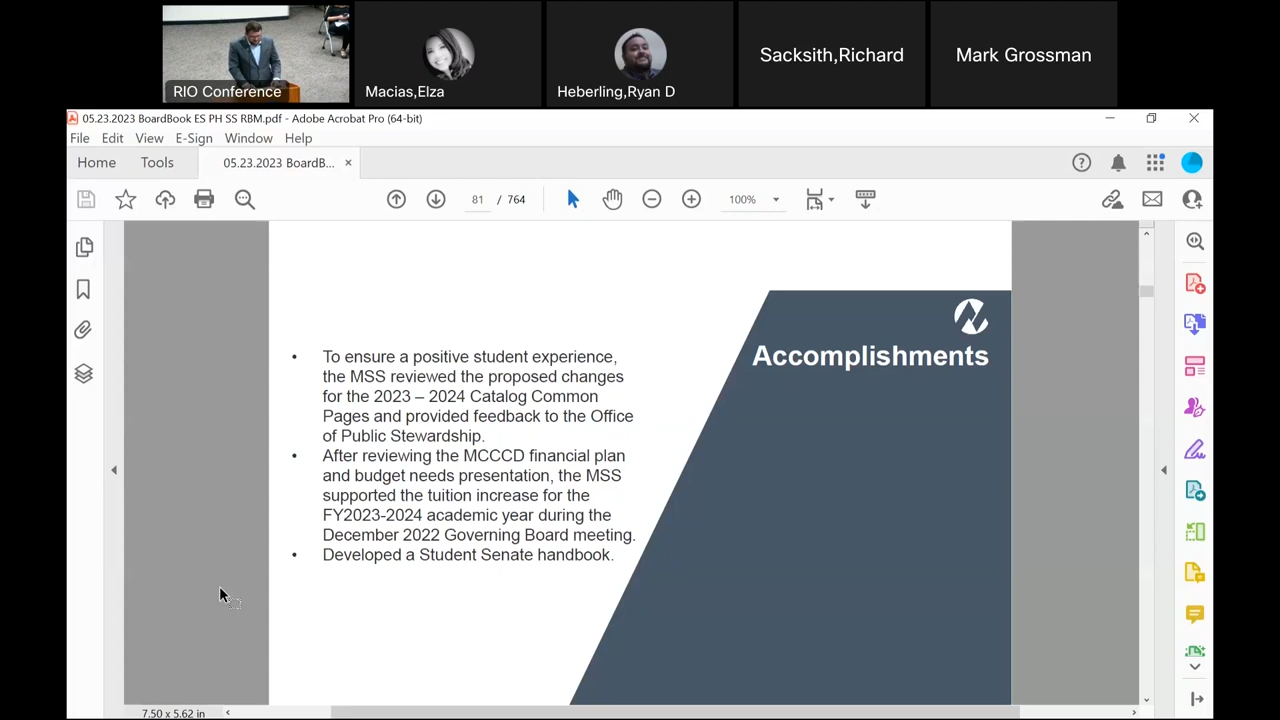 RIO Conference
Macias,Elza
Heberling,Ryan D
Sacksith,Richard
Mark Grossman
05.23.2023 BoardBook ES PH SS RBM.pdf - Adobe Acrobat Pro (64-bit)
File Edit View E-Sign Window Help
Home Tools 05.23.2023 BoardB...
81 / 764 100%
Accomplishments
• To ensure a positive student experience,
the MSS reviewed the proposed changes
for the 2023 – 2024 Catalog Common
Pages and provided feedback to the Office
of Public Stewardship.
• After reviewing the MCCCD financial plan
and budget needs presentation, the MSS
supported the tuition increase for the
FY2023-2024 academic year during the
December 2022 Governing Board meeting.
• Developed a Student Senate handbook.
7.50 x 5.62 in